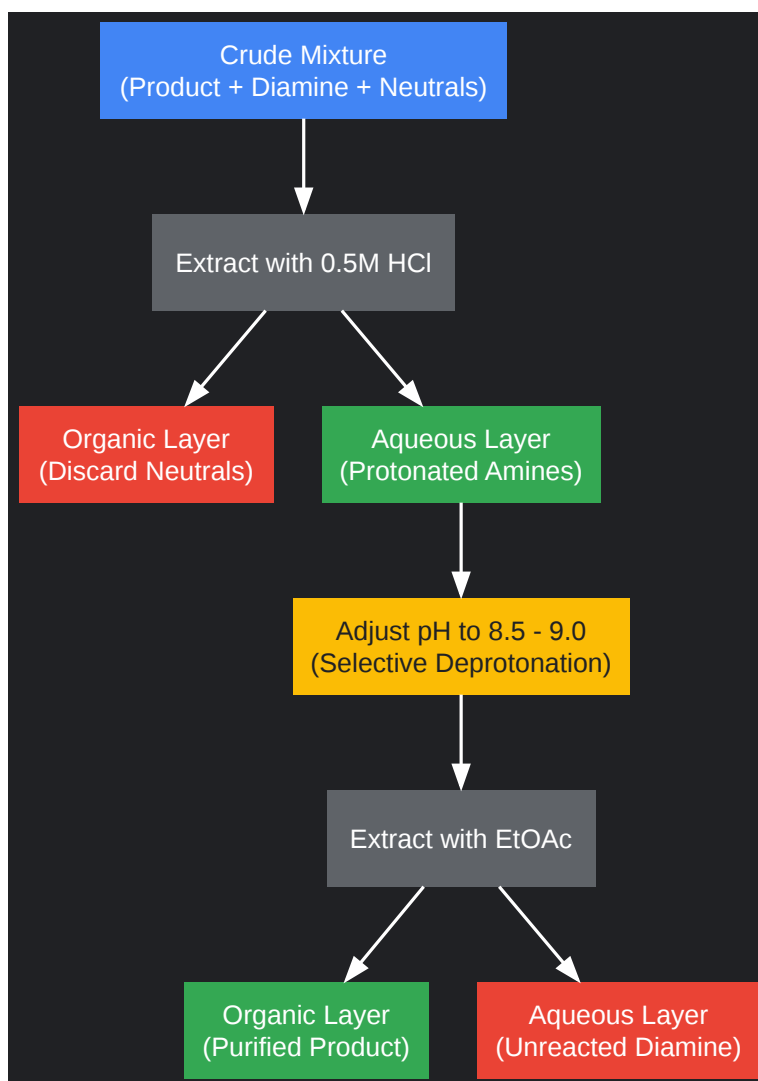 Crude Mixture
(Product + Diamine + Neutrals)
Extract with 0.5M HCl
Organic Layer
(Discard Neutrals)
Aqueous Layer
(Protonated Amines)
Adjust pH to 8.5 - 9.0
(Selective Deprotonation)
Extract with EtOAc
Organic Layer
(Purified Product)
Aqueous Layer
(Unreacted Diamine)